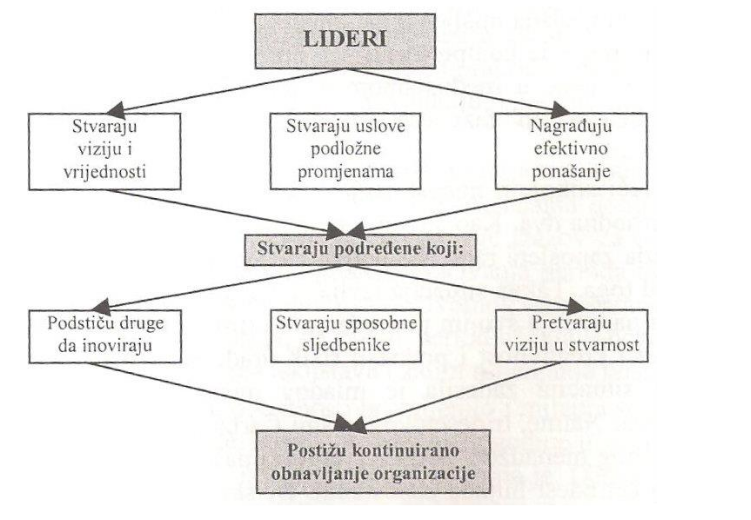 LIDERI
Stvaraju
viziju i
vrijednosti
Stvaraju uslove
podložne
promjenama
Nagrađuju
efektivno
ponašanje
Stvaraju podređene koji:
Podstiču druge
da inoviraju
Stvaraju sposobne
sljedbenike
Pretvaraju
viziju u stvarnost
Postižu kontinuirano
obnavljanje organizacije